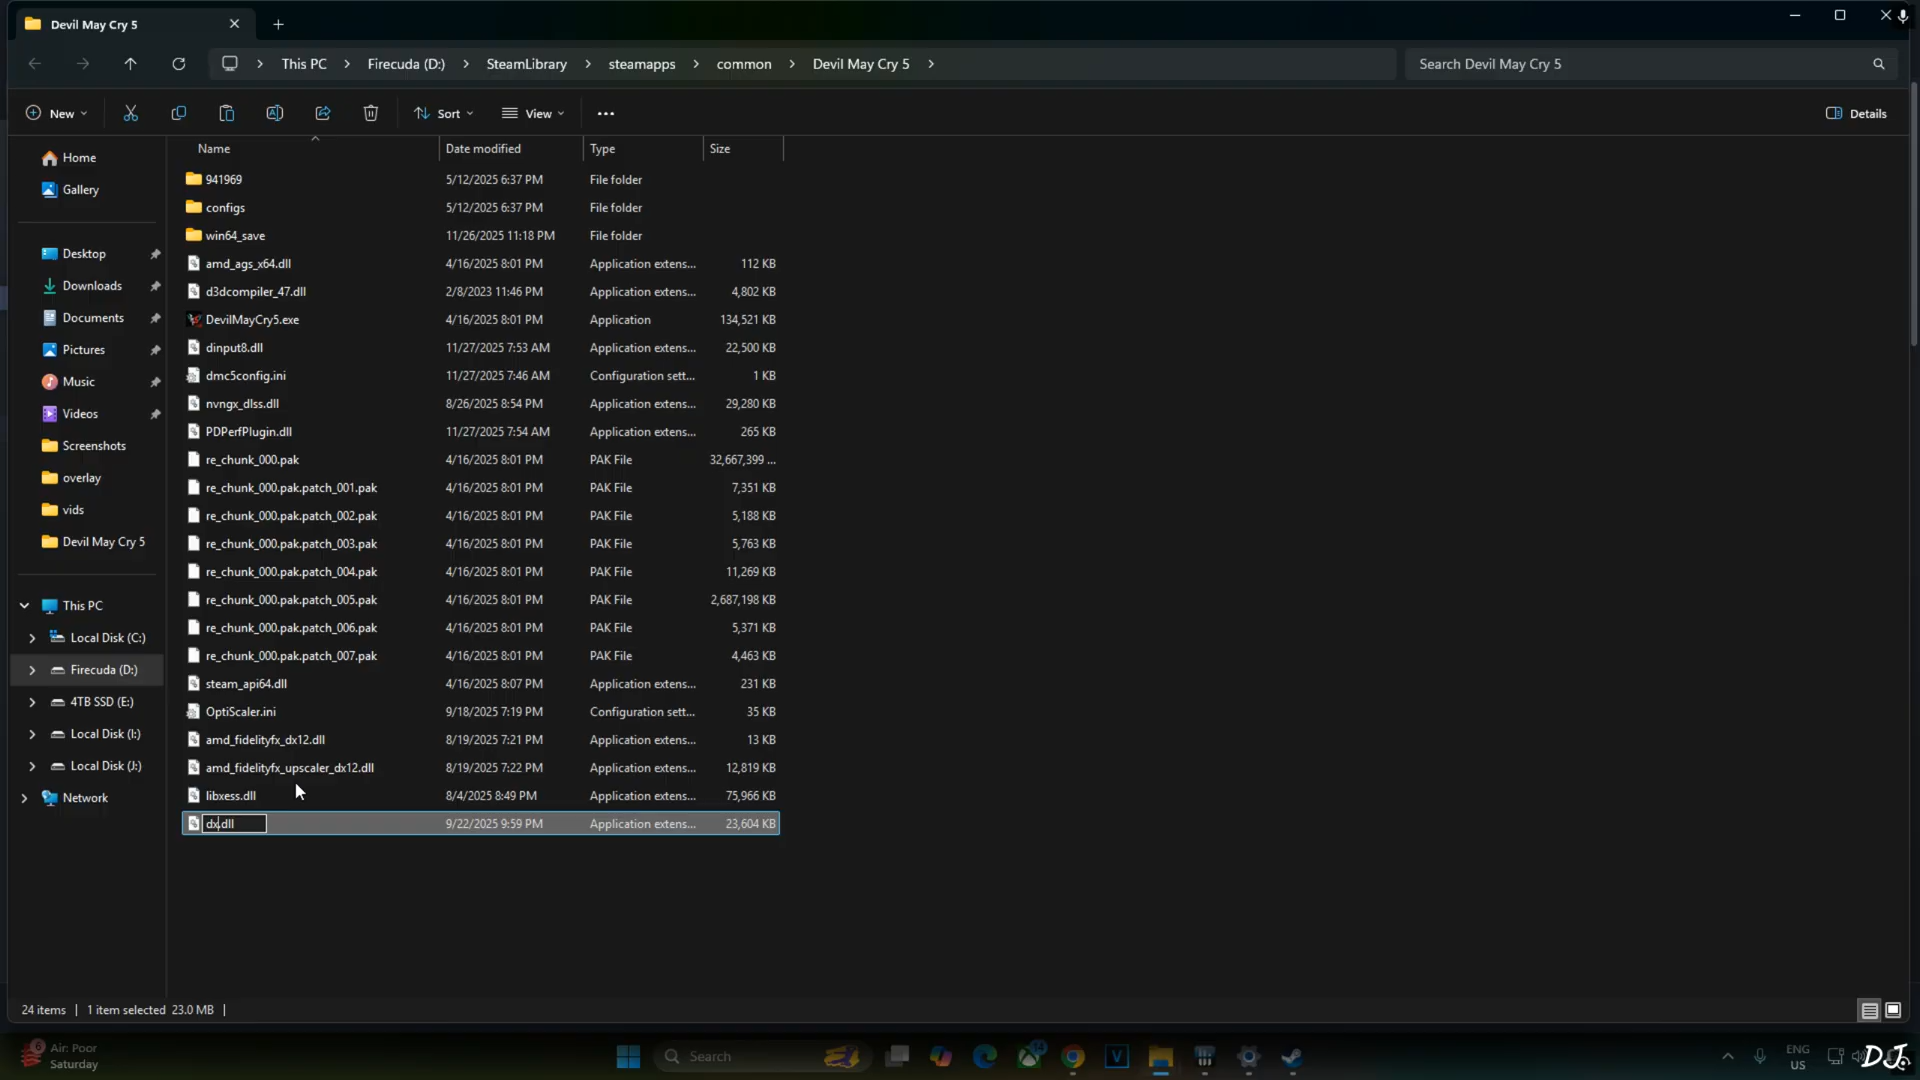 Devil May Cry 5
This PC
Firecuda (D:)
SteamLibrary
steamapps
common
Devil May Cry 5
Search Devil May Cry 5
New
Sort
View
Details
Name
Date modified
Type
Size
Home
Gallery
Desktop
Downloads
Documents
Pictures
Music
Videos
Screenshots
overlay
vids
Devil May Cry 5
This PC
Local Disk (C:)
Firecuda (D:)
4TB SSD (E:)
Local Disk (I:)
Local Disk (J:)
Network
941969 5/12/2025 6:37 PM File folder
configs 5/12/2025 6:37 PM File folder
win64_save 11/26/2025 11:18 PM File folder
amd_ags_x64.dll 4/16/2025 8:01 PM Application extens... 112 KB
d3dcompiler_47.dll 2/8/2023 11:46 PM Application extens... 4,802 KB
DevilMayCry5.exe 4/16/2025 8:01 PM Application 134,521 KB
dinput8.dll 11/27/2025 7:53 AM Application extens... 22,500 KB
dmc5config.ini 11/27/2025 7:46 AM Configuration sett... 1 KB
nvngx_dlss.dll 8/26/2025 8:54 PM Application extens... 29,280 KB
PDPerfPlugin.dll 11/27/2025 7:54 AM Application extens... 265 KB
re_chunk_000.pak 4/16/2025 8:01 PM PAK File 32,667,399 ...
re_chunk_000.pak.patch_001.pak 4/16/2025 8:01 PM PAK File 7,351 KB
re_chunk_000.pak.patch_002.pak 4/16/2025 8:01 PM PAK File 5,188 KB
re_chunk_000.pak.patch_003.pak 4/16/2025 8:01 PM PAK File 5,763 KB
re_chunk_000.pak.patch_004.pak 4/16/2025 8:01 PM PAK File 11,269 KB
re_chunk_000.pak.patch_005.pak 4/16/2025 8:01 PM PAK File 2,687,198 KB
re_chunk_000.pak.patch_006.pak 4/16/2025 8:01 PM PAK File 5,371 KB
re_chunk_000.pak.patch_007.pak 4/16/2025 8:01 PM PAK File 4,463 KB
steam_api64.dll 4/16/2025 8:07 PM Application extens... 231 KB
OptiScaler.ini 9/18/2025 7:19 PM Configuration sett... 35 KB
amd_fidelityfx_dx12.dll 8/19/2025 7:21 PM Application extens... 13 KB
amd_fidelityfx_upscaler_dx12.dll 8/19/2025 7:22 PM Application extens... 12,819 KB
libxess.dll 8/4/2025 8:49 PM Application extens... 75,966 KB
dx.dll 9/22/2025 9:59 PM Application extens... 23,604 KB
24 items 1 item selected 23.0 MB
6
Air: Poor
Saturday
Search
14
V
ENG
US
DJ